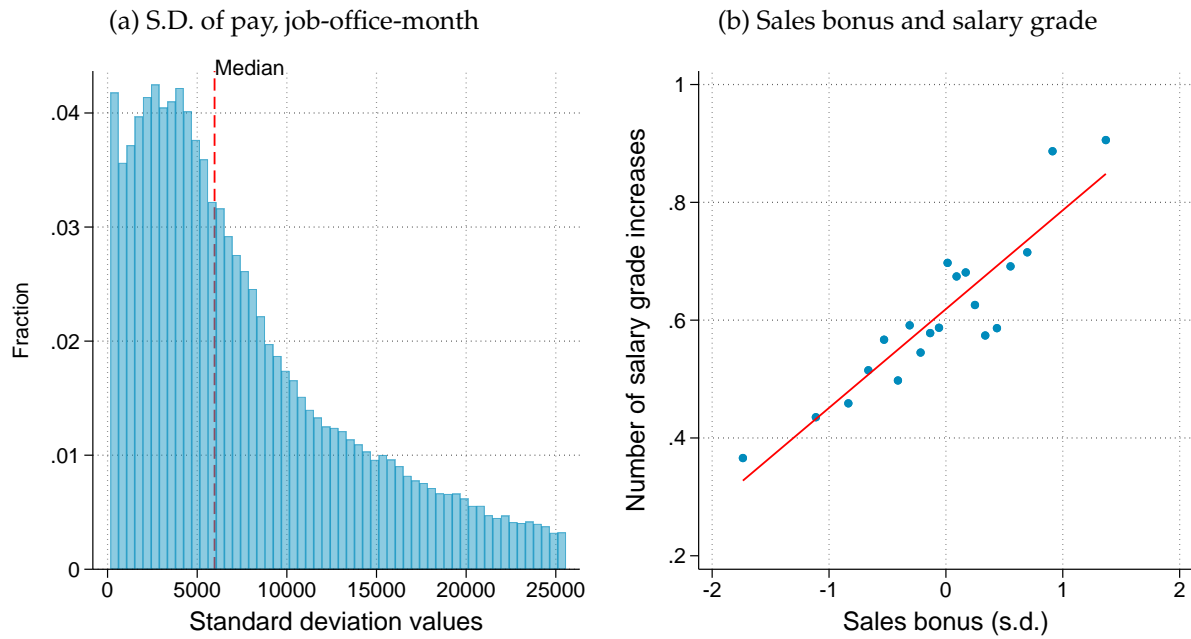 (a) S.D. of pay, job-office-month
Median
.04
.03
.02
.01
0
Fraction
0 5000 10000 15000 20000 25000
Standard deviation values
(b) Sales bonus and salary grade
1
.8
.6
.4
.2
Number of salary grade increases
-2 -1 0 1 2
Sales bonus (s.d.)